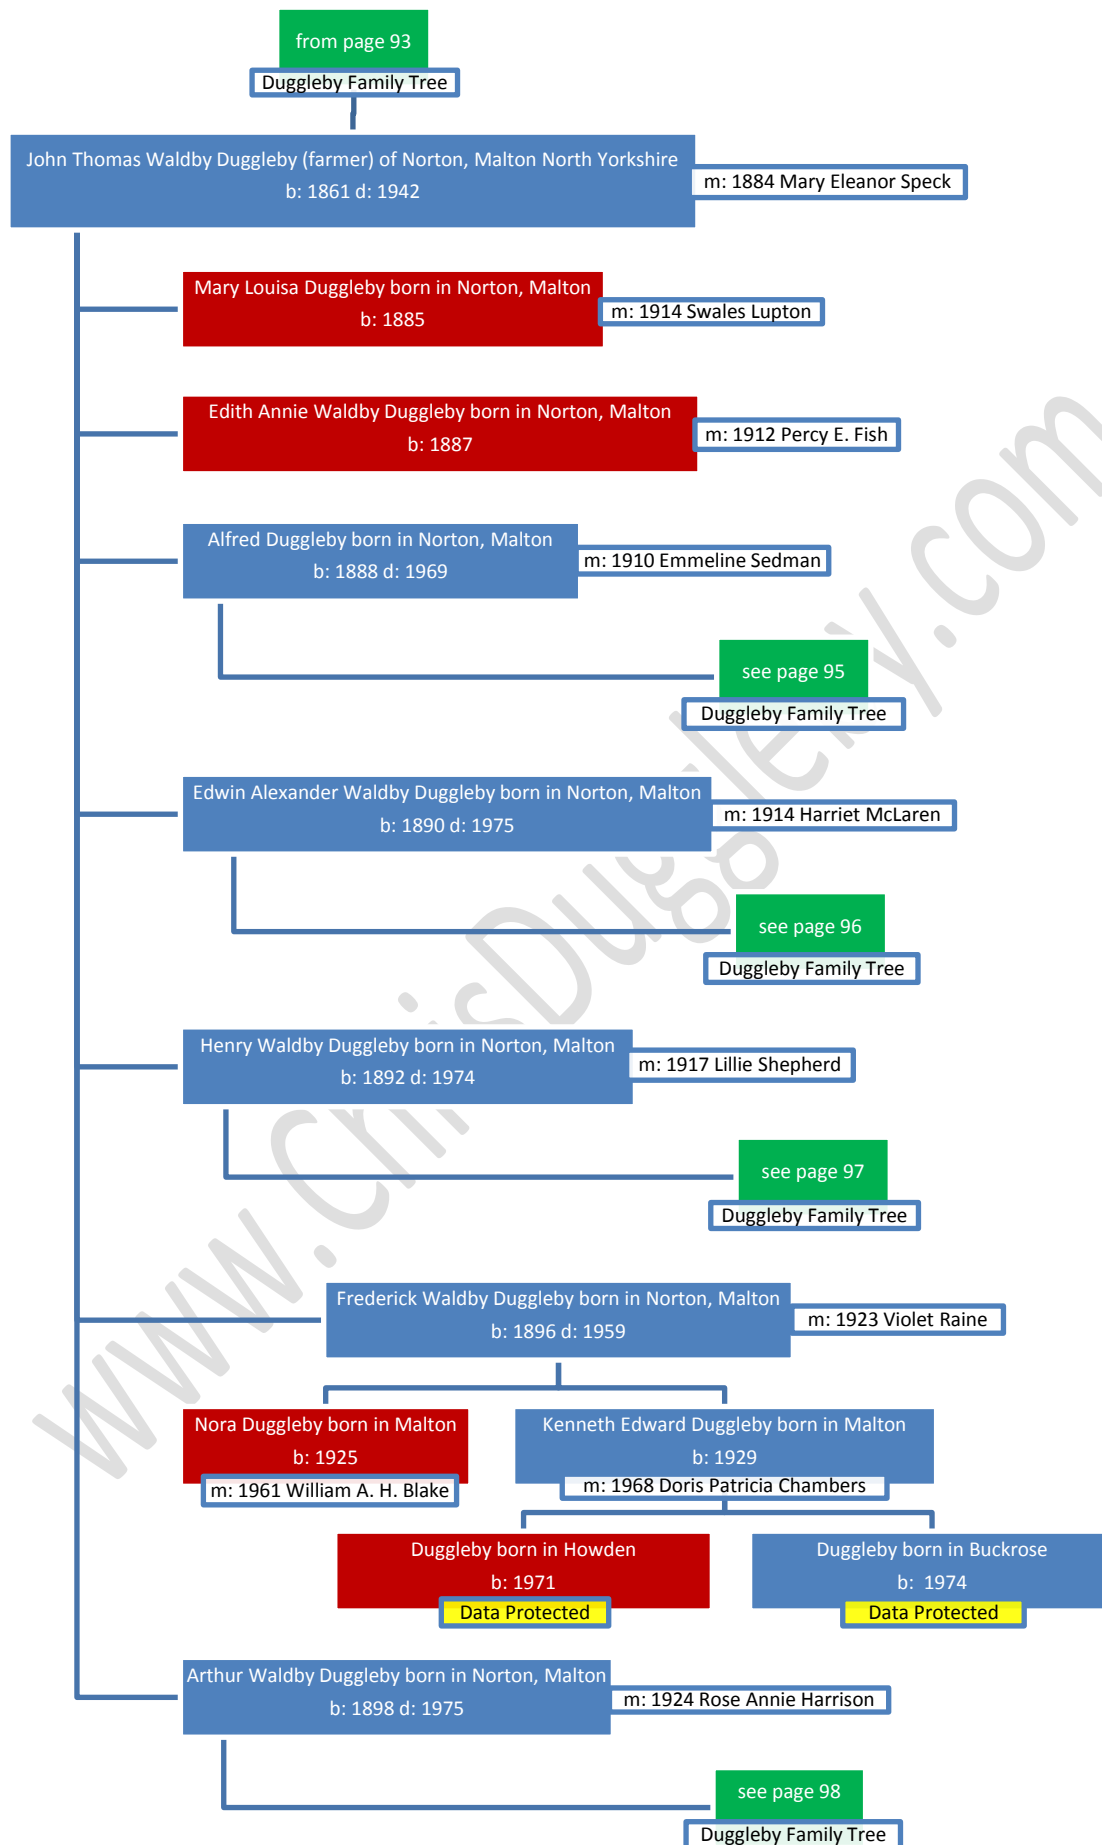 from page 93
Duggleby Family Tree
John Thomas Waldby Duggleby (farmer) of Norton, Malton North Yorkshire
b: 1861 d: 1942
m: 1884 Mary Eleanor Speck
Mary Louisa Duggleby born in Norton, Malton
b: 1885
m: 1914 Swales Lupton
Edith Annie Waldby Duggleby born in Norton, Malton
b: 1887
m: 1912 Percy E. Fish
Alfred Duggleby born in Norton, Malton
b: 1888 d: 1969
m: 1910 Emmeline Sedman
see page 95
Duggleby Family Tree
Edwin Alexander Waldby Duggleby born in Norton, Malton
b: 1890 d: 1975
m: 1914 Harriet McLaren
see page 96
Duggleby Family Tree
Henry Waldby Duggleby born in Norton, Malton
b: 1892 d: 1974
m: 1917 Lillie Shepherd
see page 97
Duggleby Family Tree
Frederick Waldby Duggleby born in Norton, Malton
b: 1896 d: 1959
m: 1923 Violet Raine
Nora Duggleby born in Malton
b: 1925
m: 1961 William A. H. Blake
Kenneth Edward Duggleby born in Malton
b: 1929
m: 1968 Doris Patricia Chambers
Duggleby born in Howden
b: 1971
Data Protected
Duggleby born in Buckrose
b: 1974
Data Protected
Arthur Waldby Duggleby born in Norton, Malton
b: 1898 d: 1975
m: 1924 Rose Annie Harrison
see page 98
Duggleby Family Tree
www.ChrisDuggleby.com